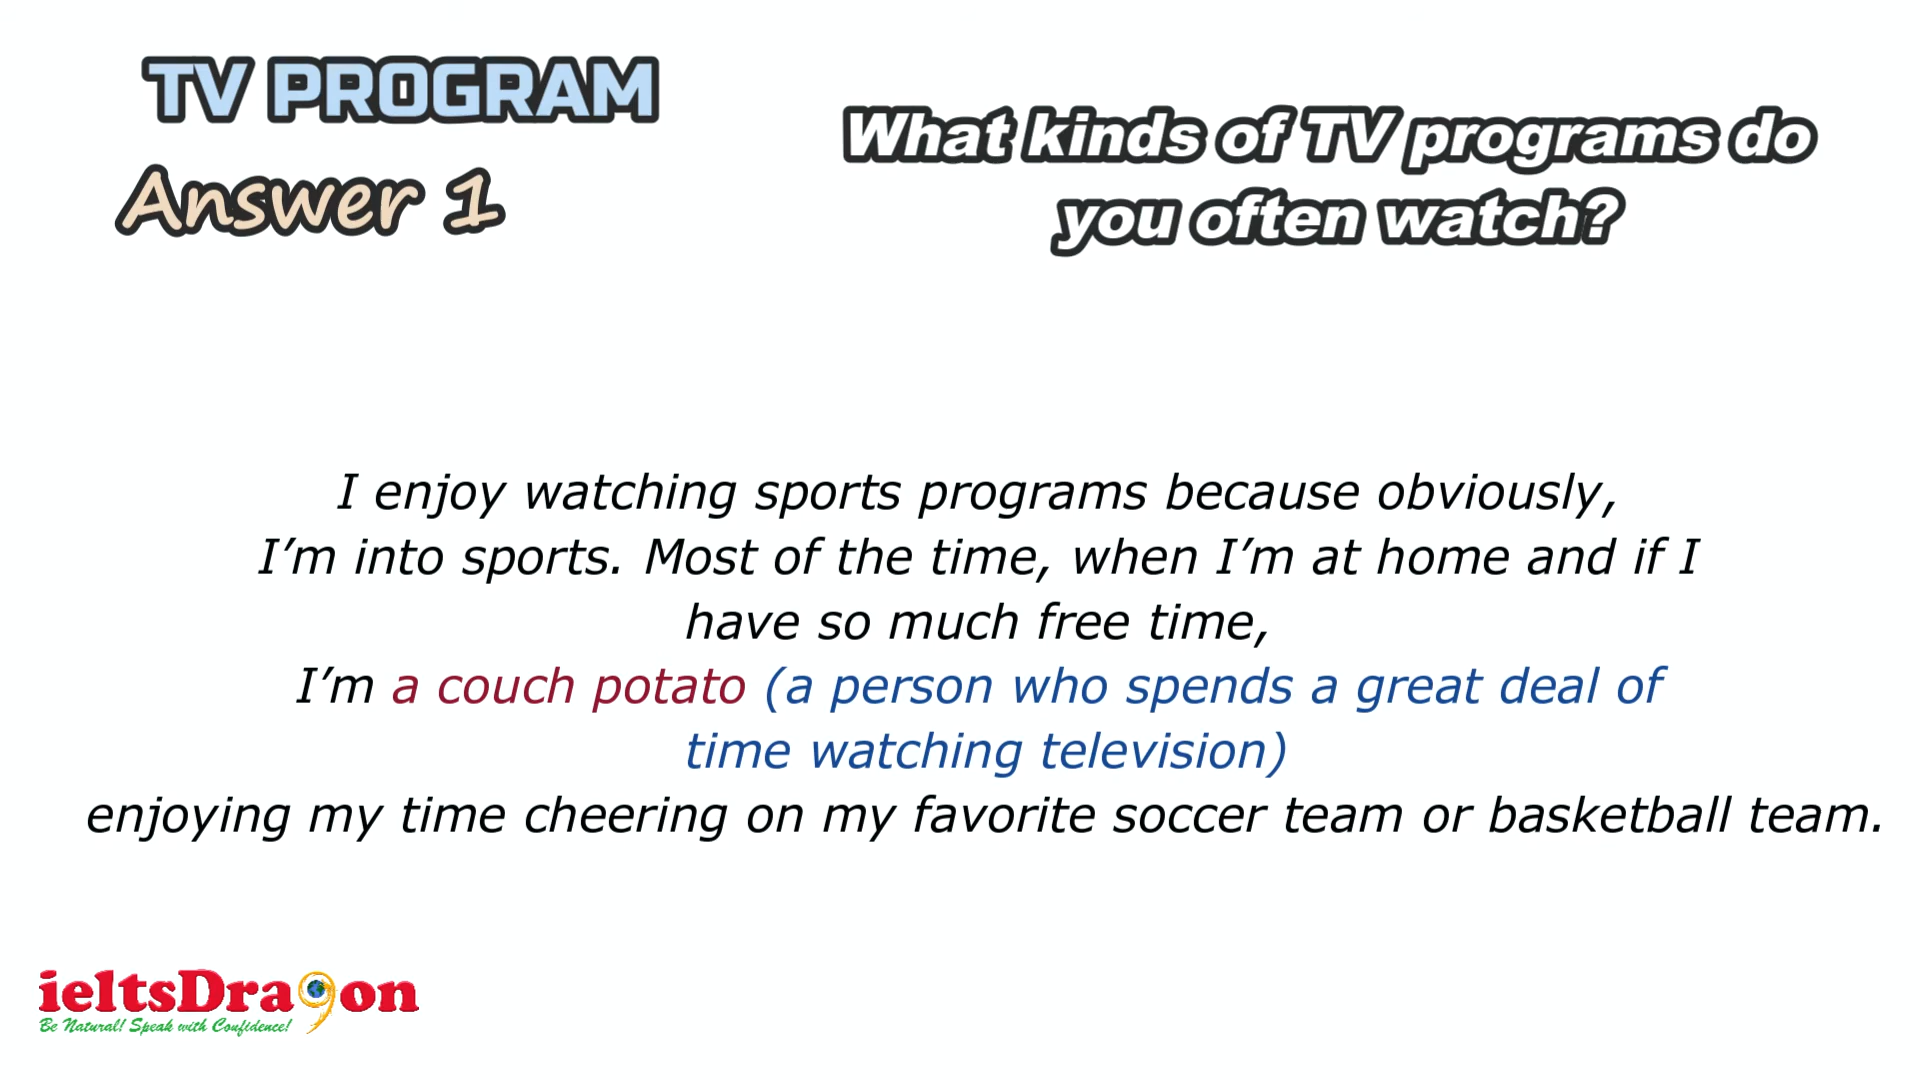 TV PROGRAM
Answer 1
What kinds of TV programs do
you often watch?
I enjoy watching sports programs because obviously,
I’m into sports. Most of the time, when I’m at home and if I
have so much free time,
I’m a couch potato (a person who spends a great deal of
time watching television)
enjoying my time cheering on my favorite soccer team or basketball team.
ieltsDra9on
Be Natural! Speak with Confidence!